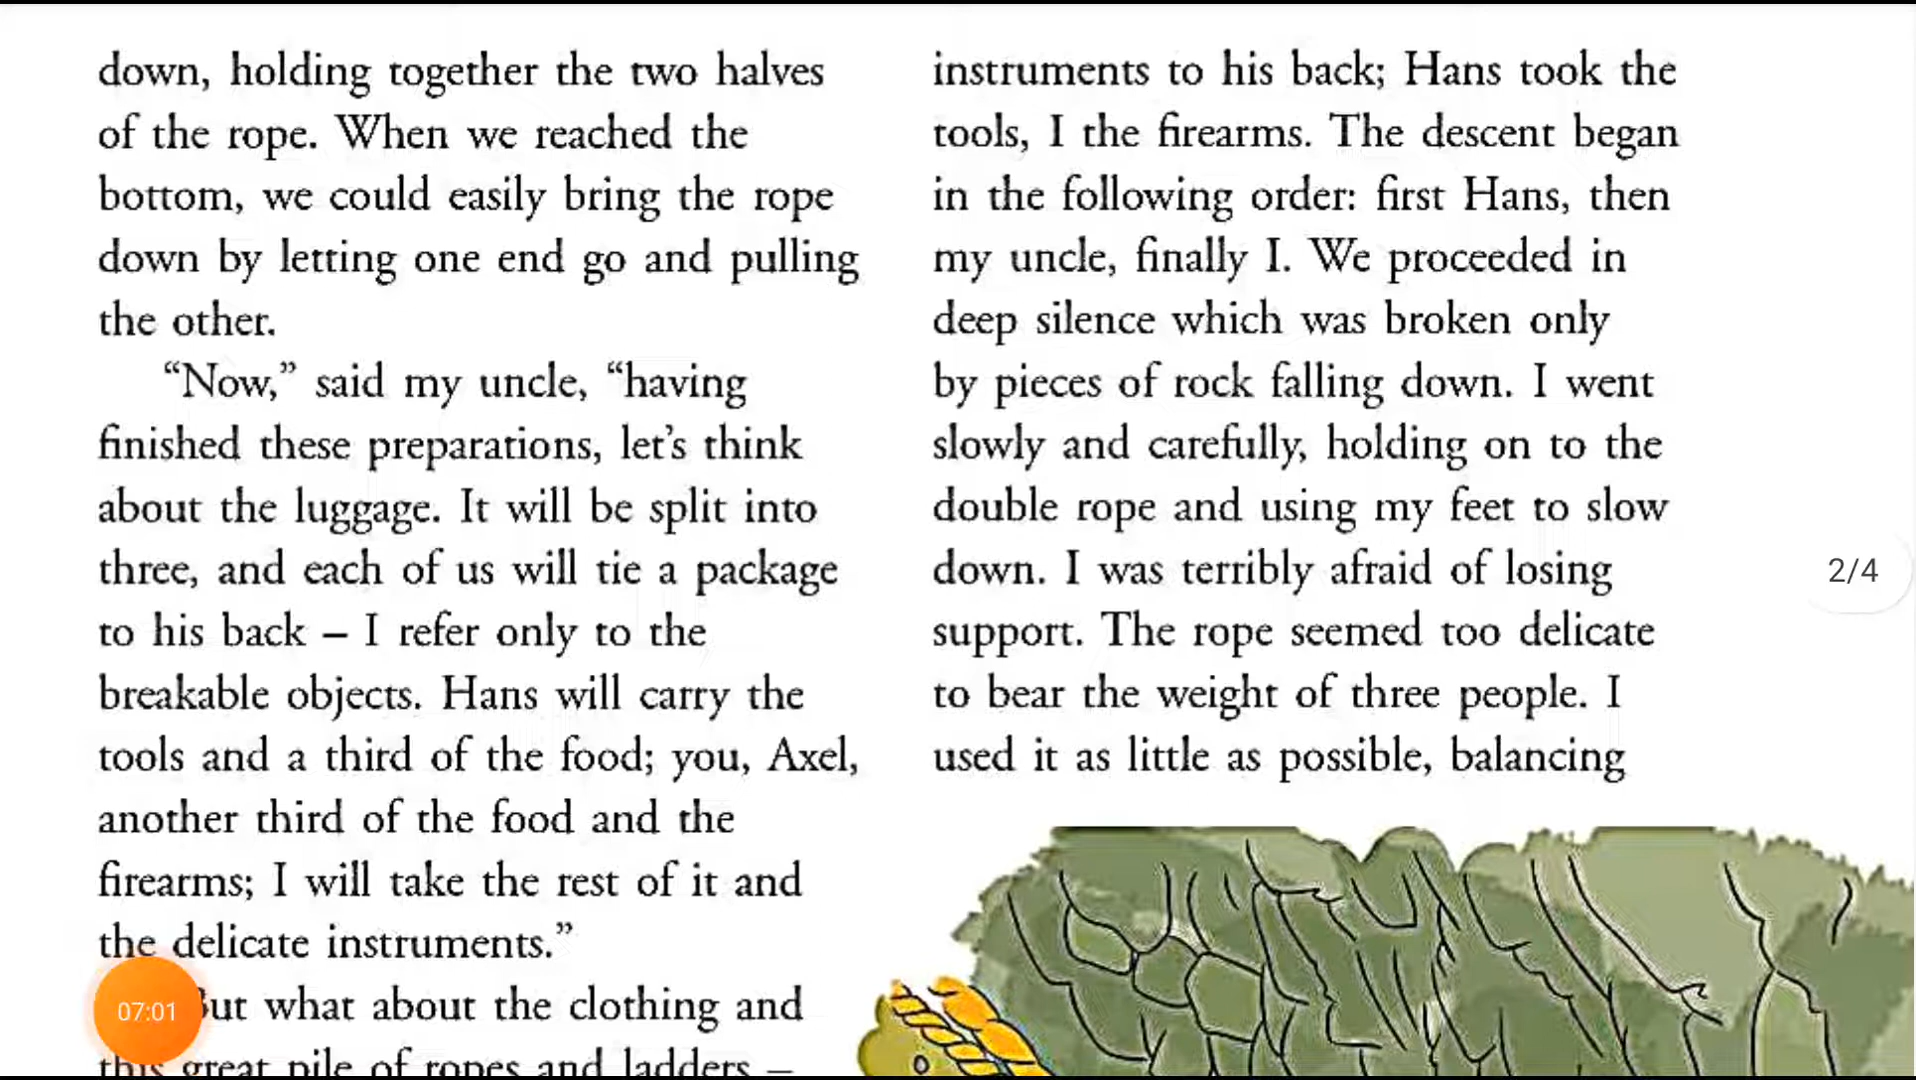 down, holding together the two halves
of the rope. When we reached the
bottom, we could easily bring the rope
down by letting one end go and pulling
the other.
“Now,” said my uncle, “having
finished these preparations, let’s think
about the luggage. It will be split into
three, and each of us will tie a package
to his back – I refer only to the
breakable objects. Hans will carry the
tools and a third of the food; you, Axel,
another third of the food and the
firearms; I will take the rest of it and
the delicate instruments.”
But what about the clothing and
this great pile of ropes and ladders –
instruments to his back; Hans took the
tools, I the firearms. The descent began
in the following order: first Hans, then
my uncle, finally I. We proceeded in
deep silence which was broken only
by pieces of rock falling down. I went
slowly and carefully, holding on to the
double rope and using my feet to slow
down. I was terribly afraid of losing
support. The rope seemed too delicate
to bear the weight of three people. I
used it as little as possible, balancing
2/4
07:01